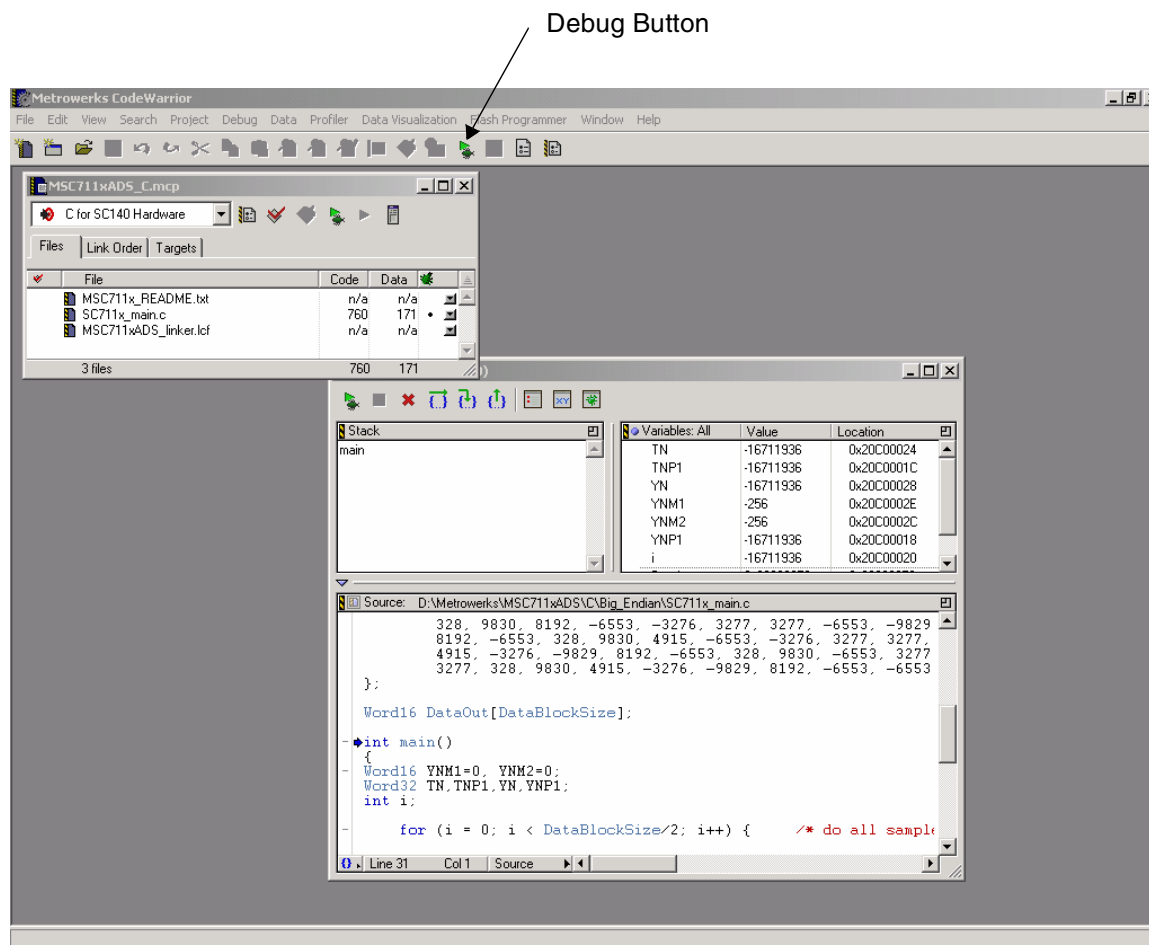 Debug Button
Metrowerks CodeWarrior
File Edit View Search Project Debug Data Profiler Data Visualization Flash Programmer Window Help
MSC711xADS_C.mcp
C for SC140 Hardware
Files Link Order Targets
File Code Data
MSC711x_README.txt n/a n/a
SC711x_main.c 760 171 •
MSC711xADS_linker.lcf n/a n/a
3 files 760 171
Stack
main
Variables: All Value Location
TN -16711936 0x20C00024
TNP1 -16711936 0x20C0001C
YN -16711936 0x20C00028
YNM1 -256 0x20C0002E
YNM2 -256 0x20C0002C
YNP1 -16711936 0x20C00018
i -16711936 0x20C00020
Source: D:\Metrowerks\MSC711xADS\C\Big_Endian\SC711x_main.c
328, 9830, 8192, -6553, -3276, 3277, 3277, -6553, -9829
8192, -6553, 328, 9830, 4915, -6553, -3276, 3277, 3277,
4915, -3276, -9829, 8192, -6553, 328, 9830, -6553, 3277
3277, 328, 9830, 4915, -3276, -9829, 8192, -6553, -6553
};
Word16 DataOut[DataBlockSize];
int main()
{
Word16 YNM1=0, YNM2=0;
Word32 TN,TNP1,YN,YNP1;
int i;
for (i = 0; i < DataBlockSize/2; i++) { /* do all sample
Line 31 Col 1 Source